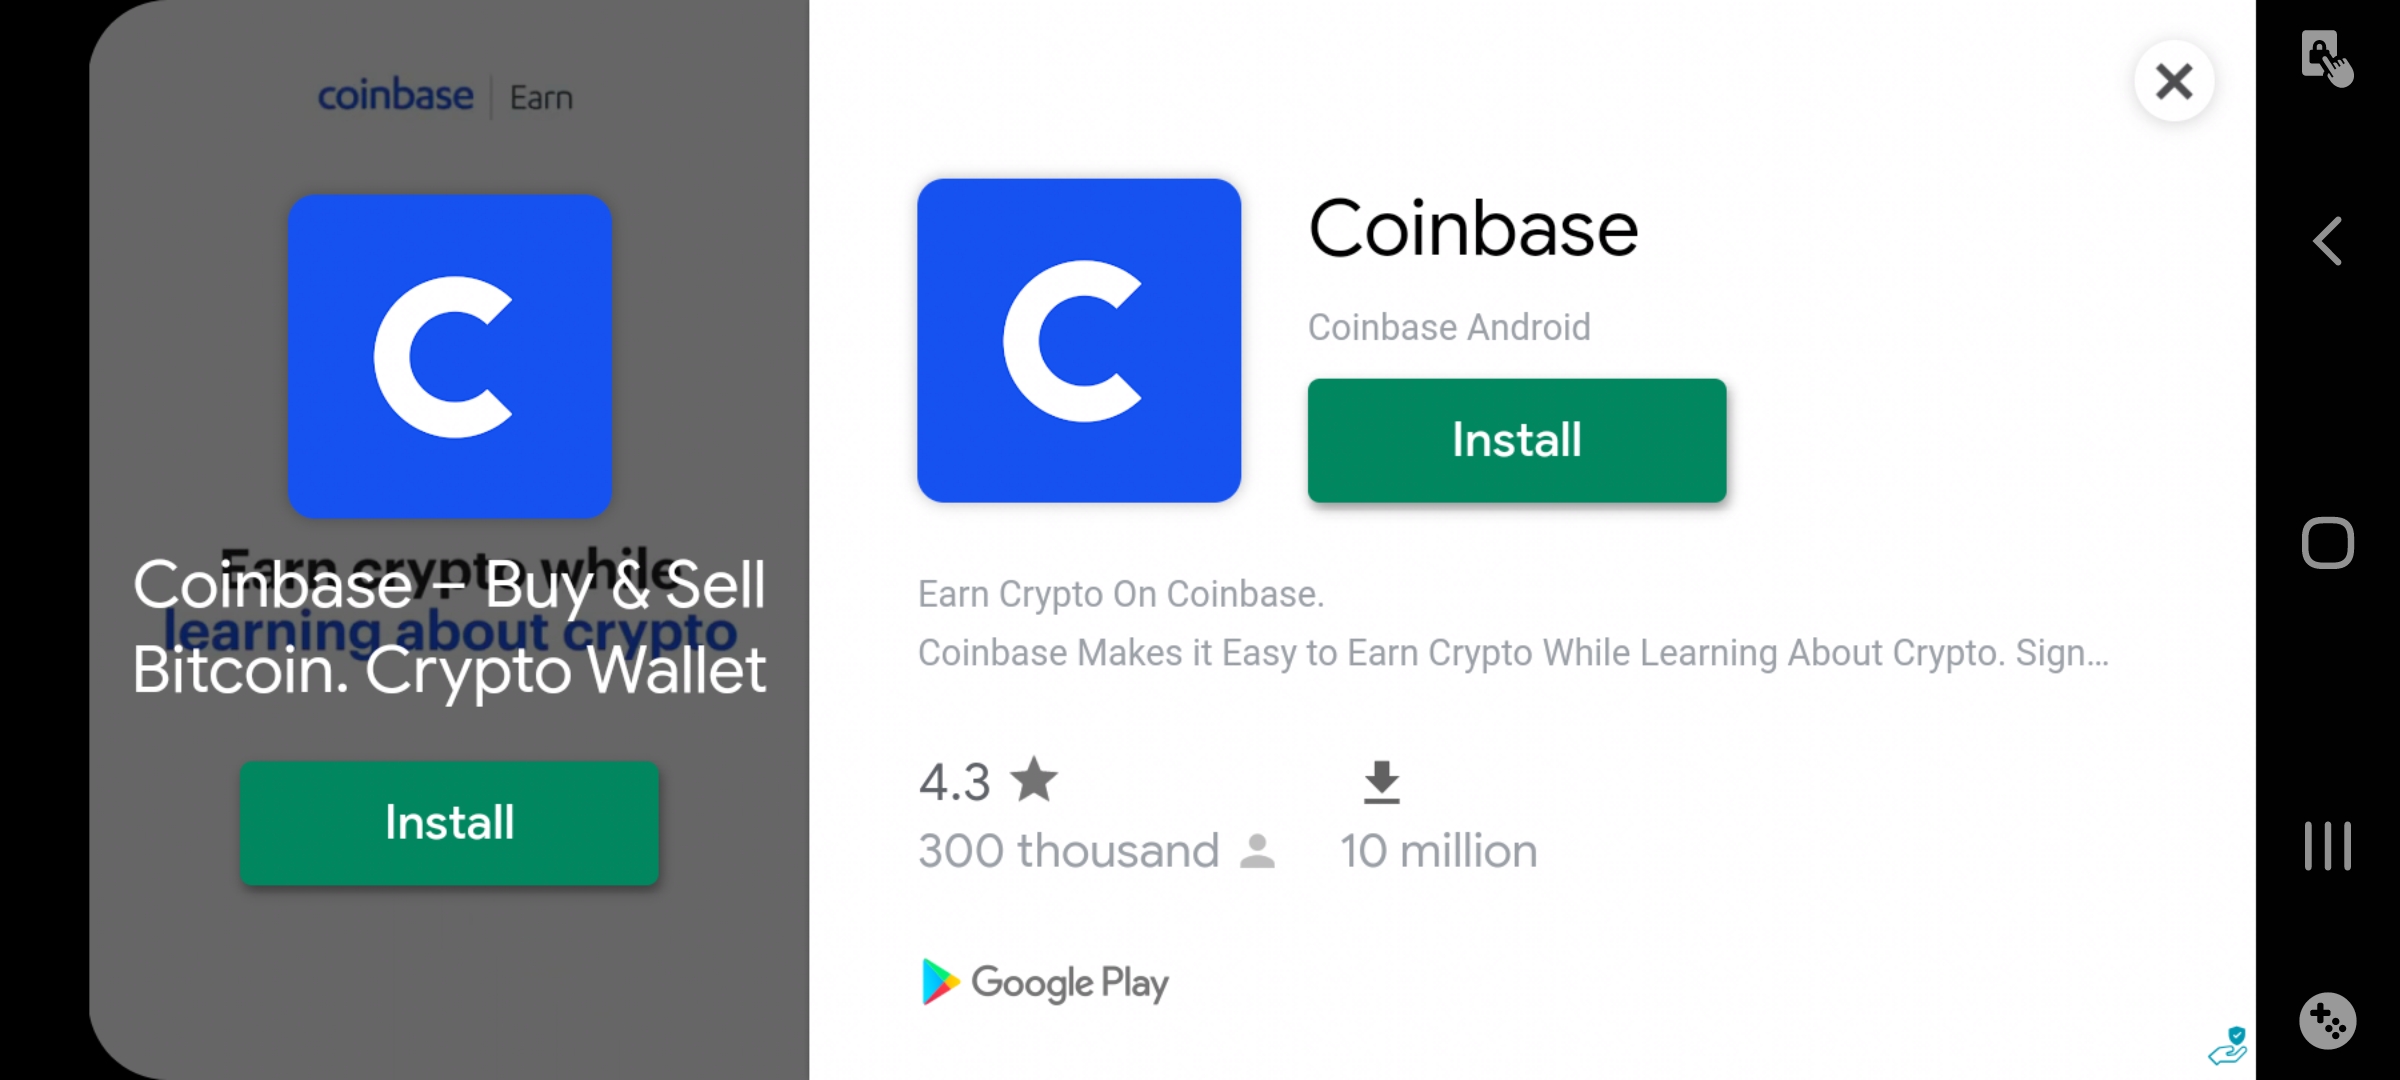 coinbase | Earn
Earn crypto while
learning about crypto
Coinbase – Buy & Sell
Bitcoin. Crypto Wallet
Install
Coinbase
Coinbase Android
Install
Earn Crypto On Coinbase.
Coinbase Makes it Easy to Earn Crypto While Learning About Crypto. Sign...
4.3
300 thousand
10 million
Google Play